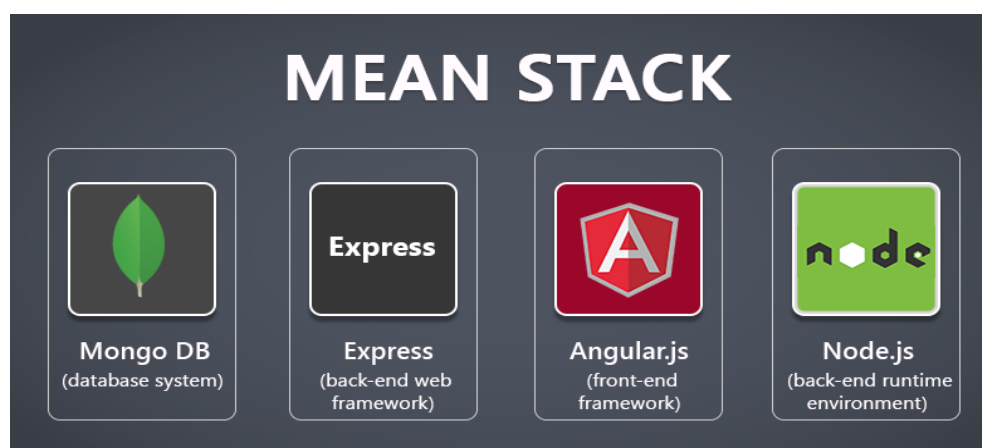 MEAN STACK
Express
node
Mongo DB
(database system)
Express
(back-end web
framework)
Angular.js
(front-end
framework)
Node.js
(back-end runtime
environment)